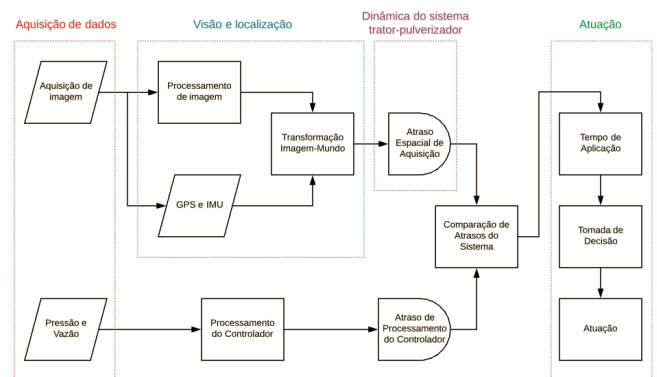 Aquisição de dados
Visão e localização
Dinâmica do sistema
trator-pulverizador
Atuação
Aquisição de
imagem
Processamento
de imagem
Transformação
Imagem-Mundo
GPS e IMU
Atraso
Espacial de
Aquisição
Tempo de
Aplicação
Comparação de
Atrasos do
Sistema
Tomada de
Decisão
Pressão e
Vazão
Processamento
do Controlador
Atraso de
Processamento
do Controlador
Atuação